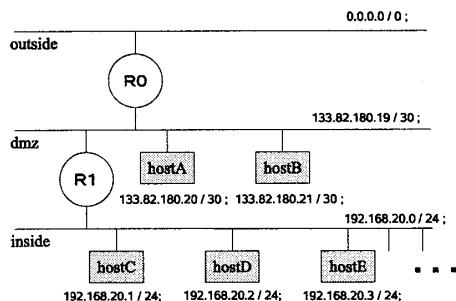 0.0.0.0 / 0 ;
outside
R0
133.82.180.19 / 30 ;
dmz
hostA
hostB
R1
133.82.180.20 / 30 ; 133.82.180.21 / 30 ;
192.168.20.0 / 24 ;
inside
hostC
hostD
hostE
192.168.20.1 / 24; 192.168.20.2 / 24; 192.168.20.3 / 24;